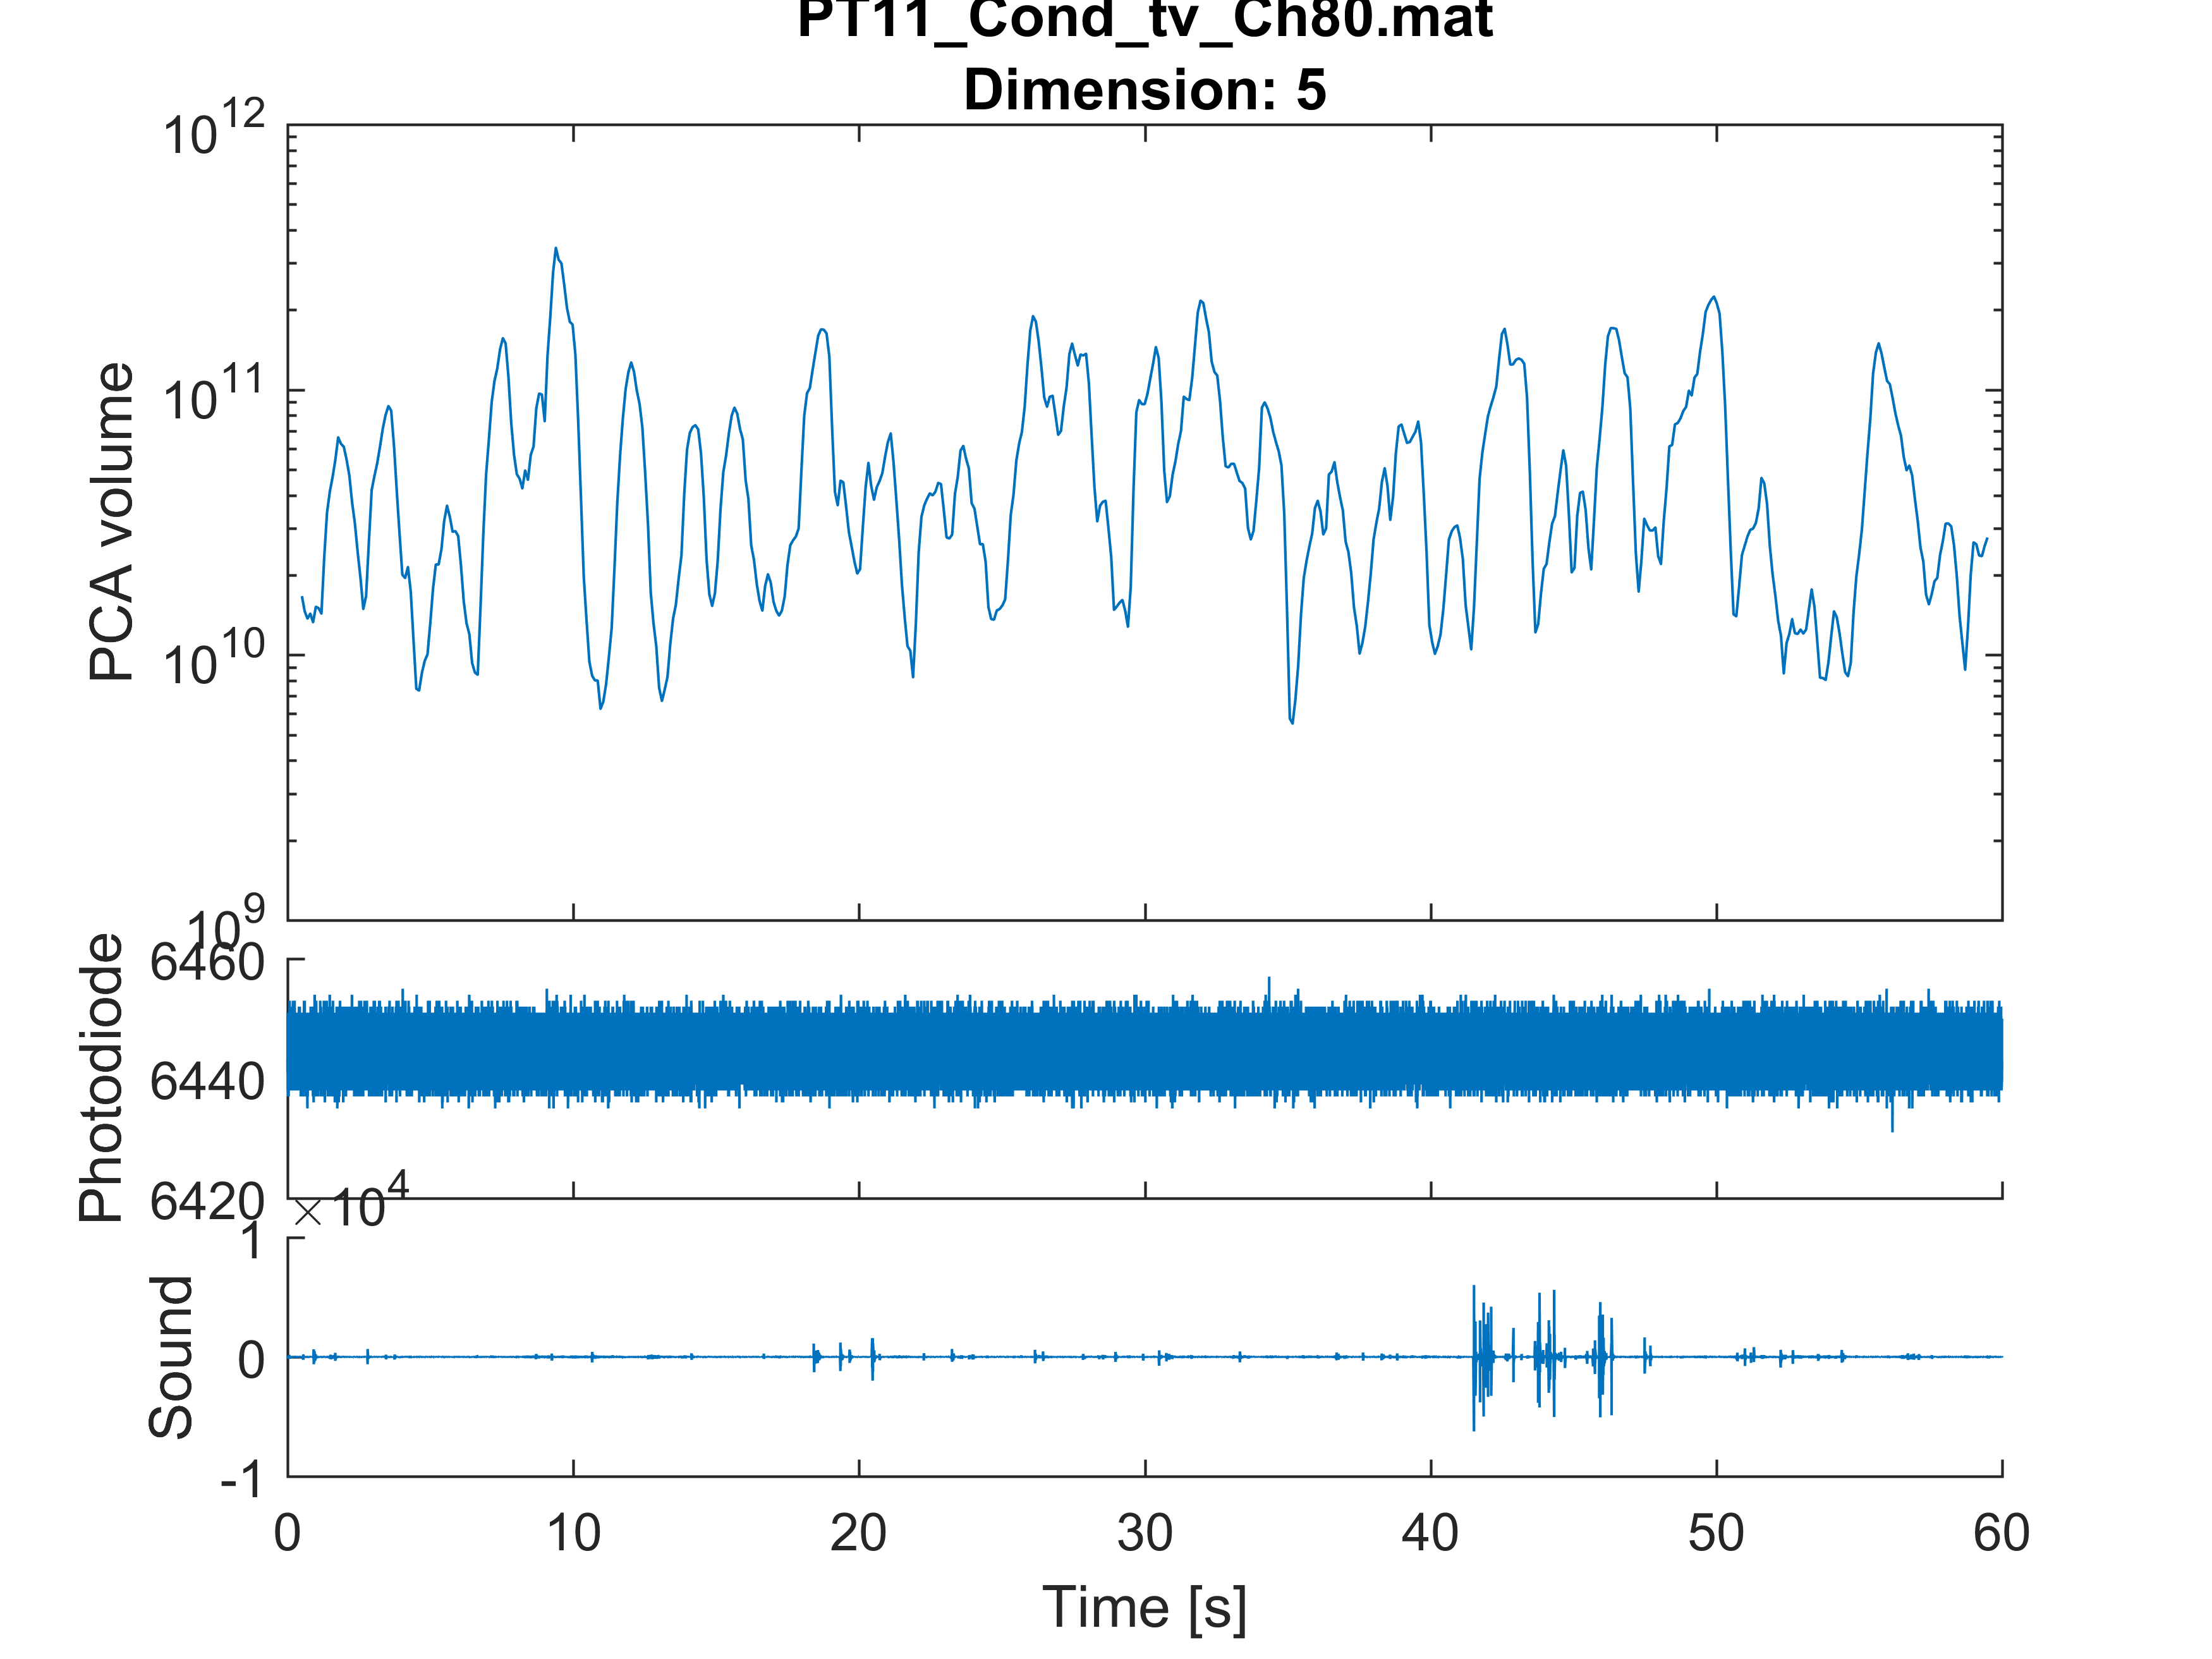 PT11_Cond_tv_Ch80.mat
Dimension: 5
10^12
10^11
10^10
10^9
PCA volume
6460
6440
6420
Photodiode
×10^4
1
0
-1
Sound
0 10 20 30 40 50 60
Time [s]